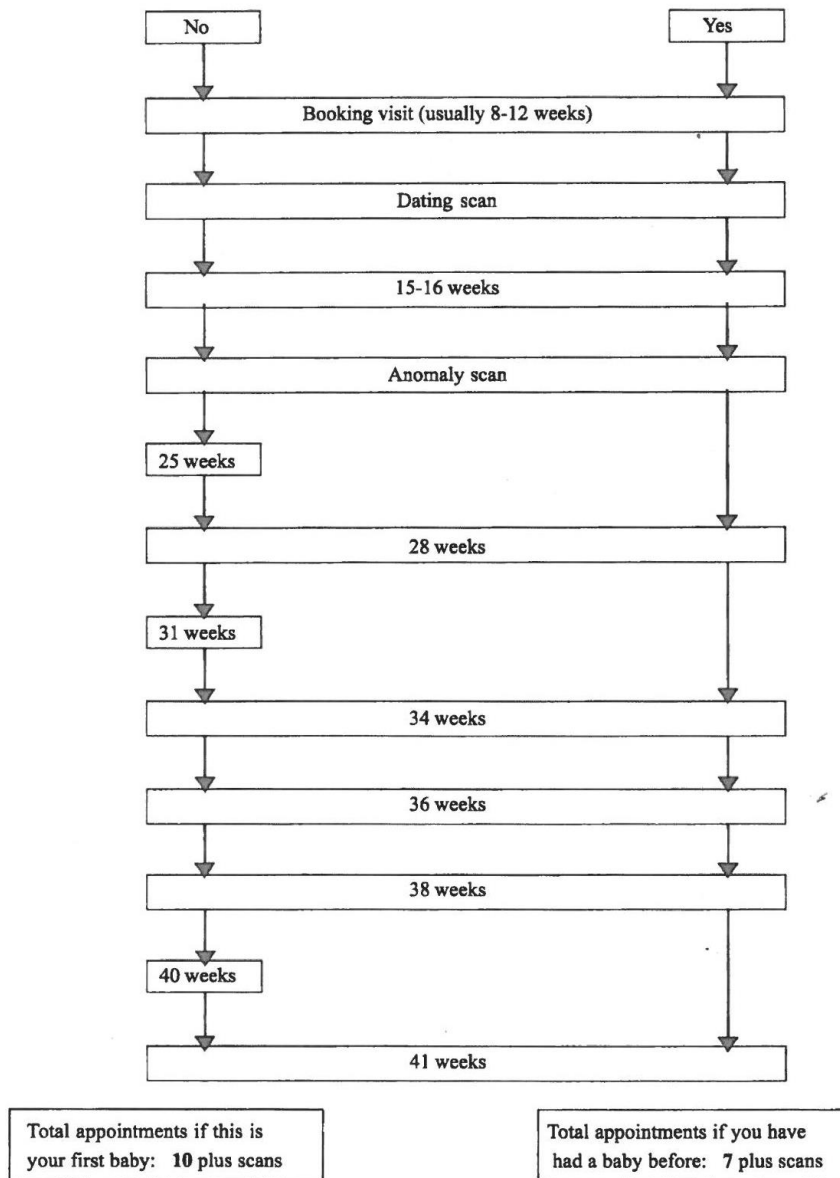 No
Yes
Booking visit (usually 8-12 weeks)
Dating scan
15-16 weeks
Anomaly scan
25 weeks
28 weeks
31 weeks
34 weeks
36 weeks
38 weeks
40 weeks
41 weeks
Total appointments if this is
your first baby: 10 plus scans
Total appointments if you have
had a baby before: 7 plus scans